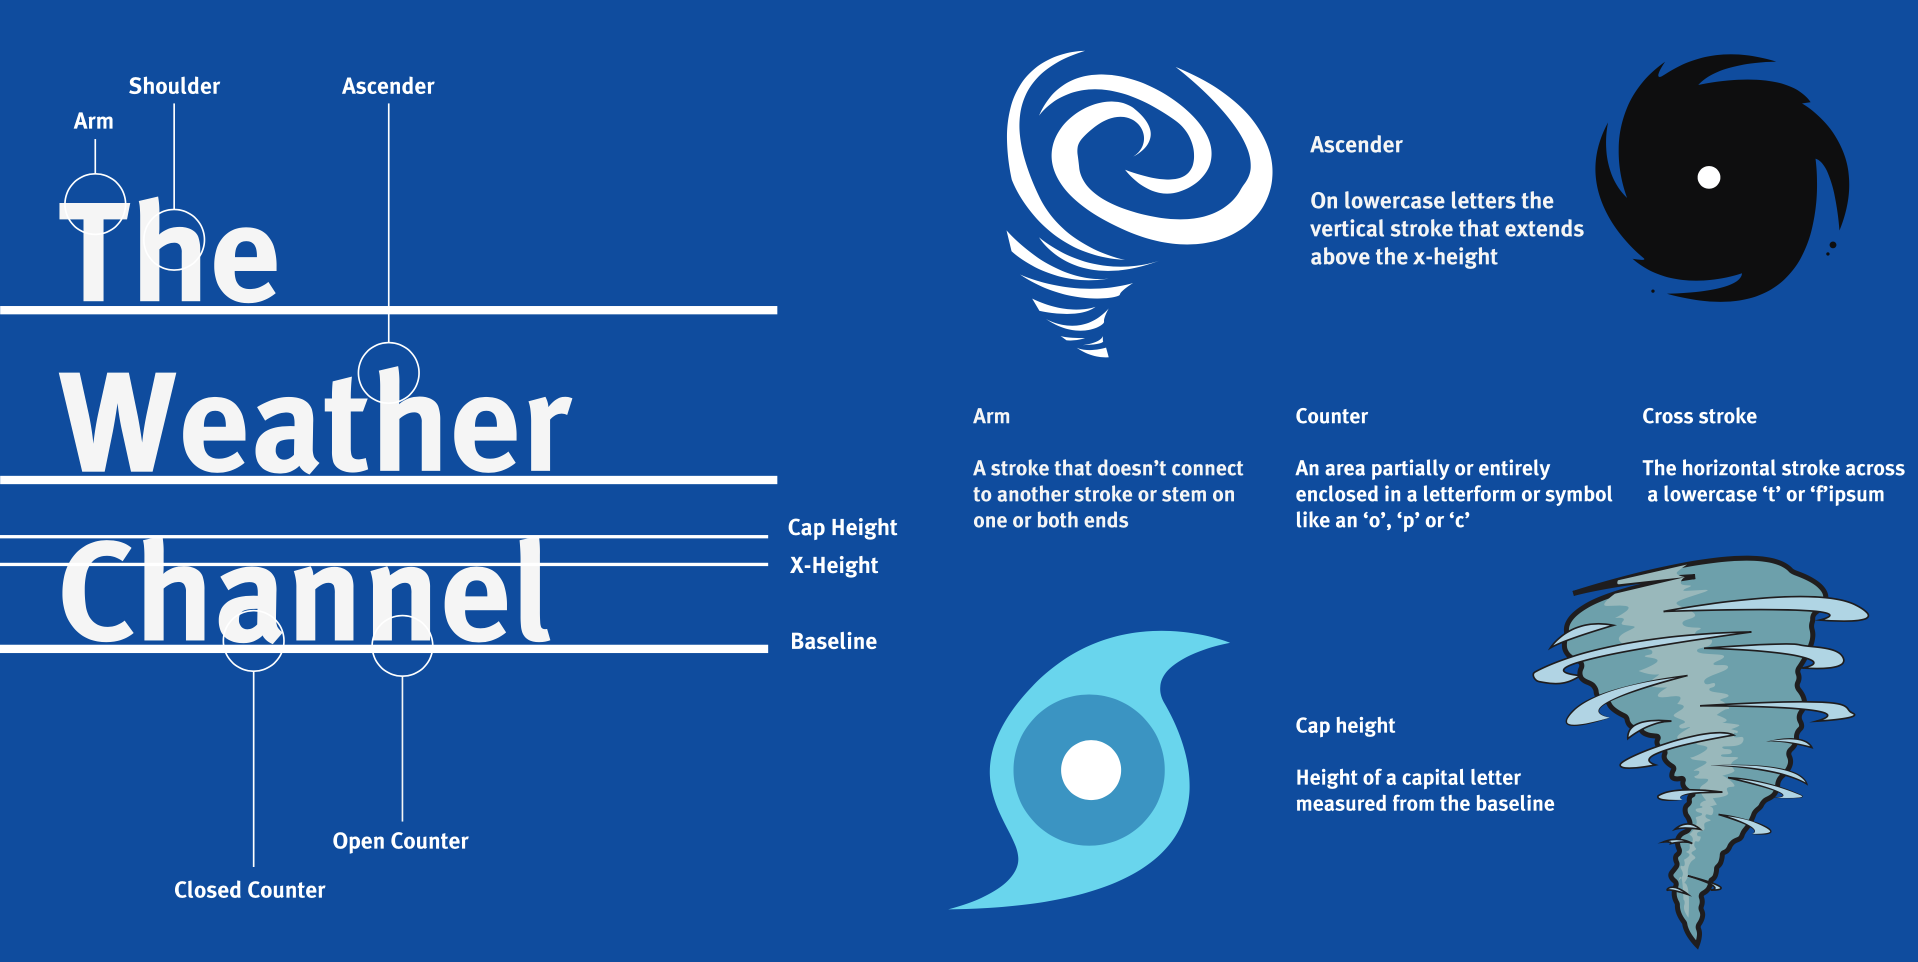 Shoulder
Ascender
Arm
The
Weather
Channel
Cap Height
X-Height
Baseline
Open Counter
Closed Counter
Ascender
On lowercase letters the
vertical stroke that extends
above the x-height
Arm
A stroke that doesn’t connect
to another stroke or stem on
one or both ends
Counter
An area partially or entirely
enclosed in a letterform or symbol
like an ‘o’, ‘p’ or ‘c’
Cross stroke
The horizontal stroke across
a lowercase ‘t’ or ‘f’ipsum
Cap height
Height of a capital letter
measured from the baseline